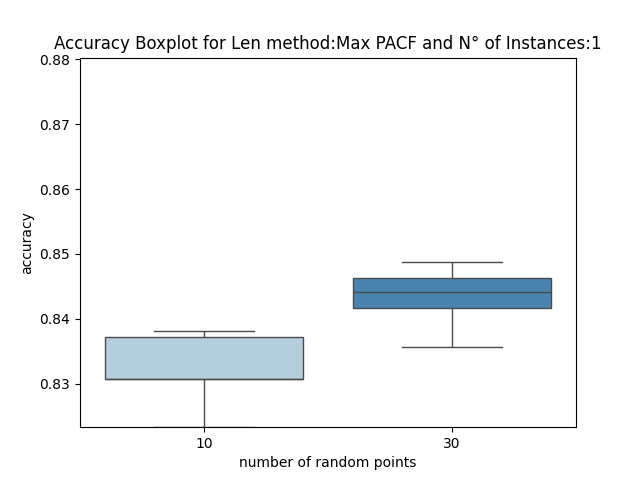 Accuracy Boxplot for Len method:Max PACF and N° of Instances:1
0.88
0.87
0.86
0.85
0.84
0.83
accuracy
10 30
number of random points